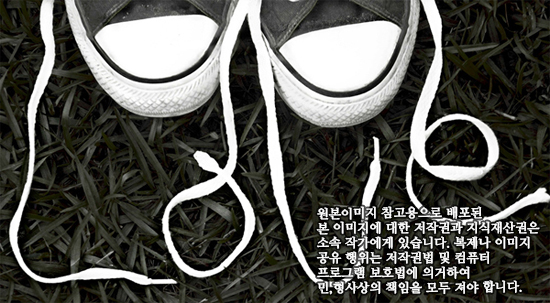 원본이미지 참고용으로 배포된
본 이미지에 대한 저작권과 지식재산권은
소속 작가에게 있습니다. 복제나 이미지
공유 행위는 저작권법 및 컴퓨터
프로그램 보호법에 의거하여
민,형사상의 책임을 모두 져야 합니다.